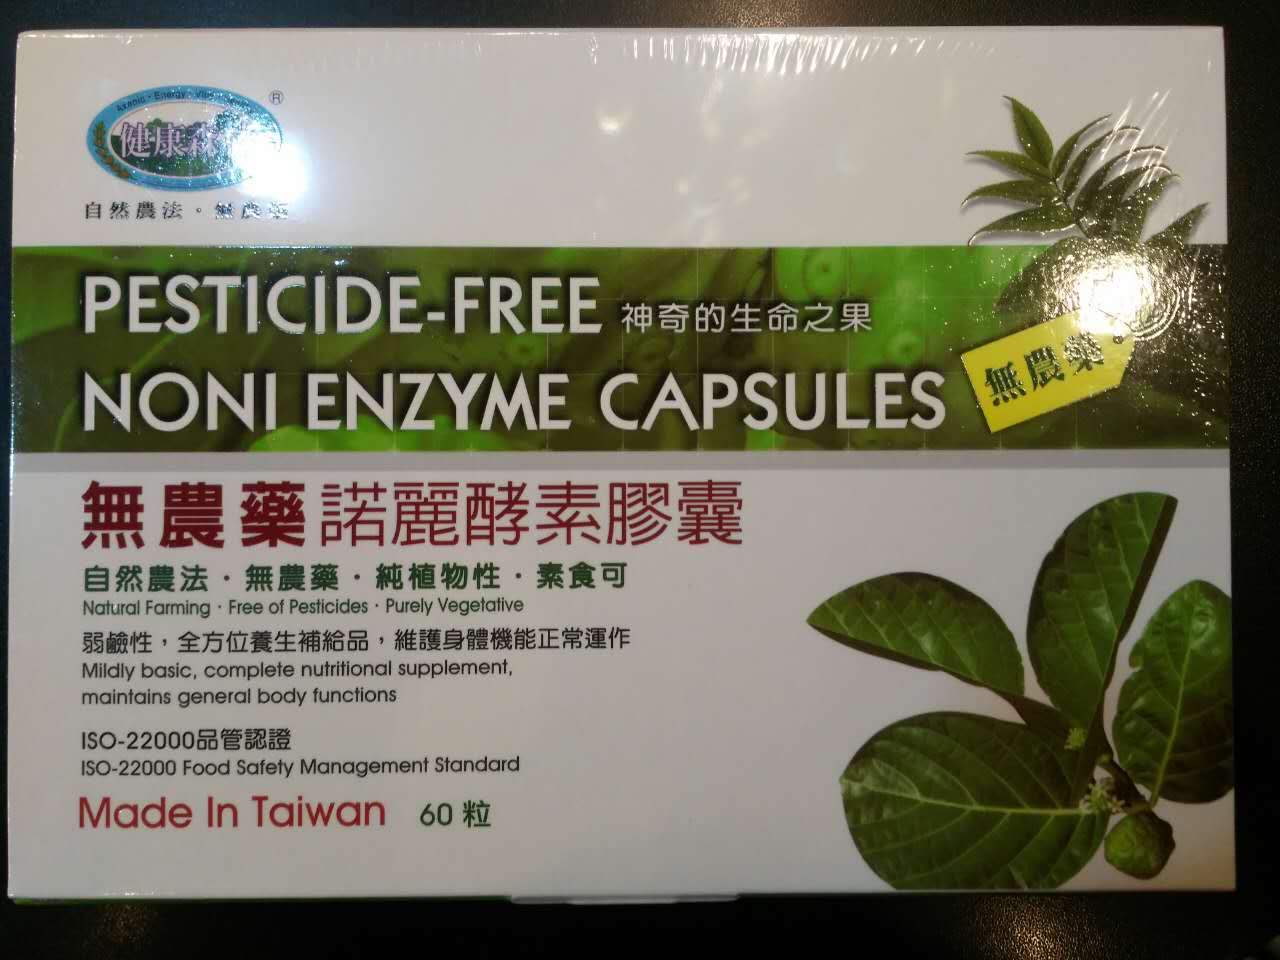 健康森
®
自然農法・無農藥
PESTICIDE-FREE 神奇的生命之果
NONI ENZYME CAPSULES
無農藥
無農藥諾麗酵素膠囊
自然農法・無農藥・純植物性・素食可
Natural Farming・Free of Pesticides・Purely Vegetative
弱鹼性，全方位養生補給品，維護身體機能正常運作
Mildly basic, complete nutritional supplement,
maintains general body functions
ISO-22000品管認證
ISO-22000 Food Safety Management Standard
Made In Taiwan 60粒